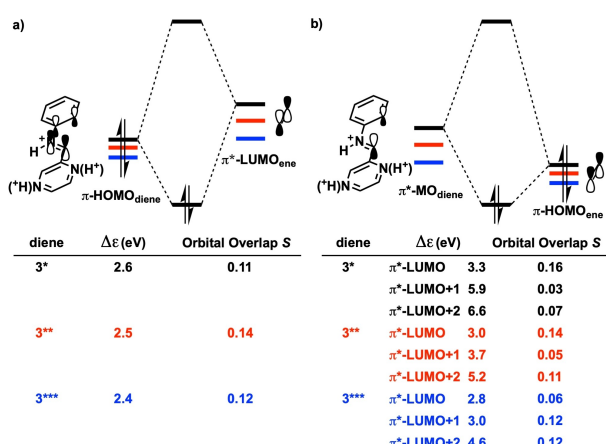 a)
H
+
N
N(H⁺)
(⁺H)N
π-HOMOdiene
π*-LUMOene
diene Δε (eV) Orbital Overlap S
3* 2.6 0.11
3** 2.5 0.14
3*** 2.4 0.12
b)
H
+
N
N(H⁺)
(⁺H)N
π*-MOdiene
π-HOMOene
diene Δε (eV) Orbital Overlap S
3* π*-LUMO 3.3 0.16
π*-LUMO+1 5.9 0.03
π*-LUMO+2 6.6 0.07
3** π*-LUMO 3.0 0.14
π*-LUMO+1 3.7 0.05
π*-LUMO+2 5.2 0.11
3*** π*-LUMO 2.8 0.06
π*-LUMO+1 3.0 0.12
π*-LUMO+2 4.6 0.12